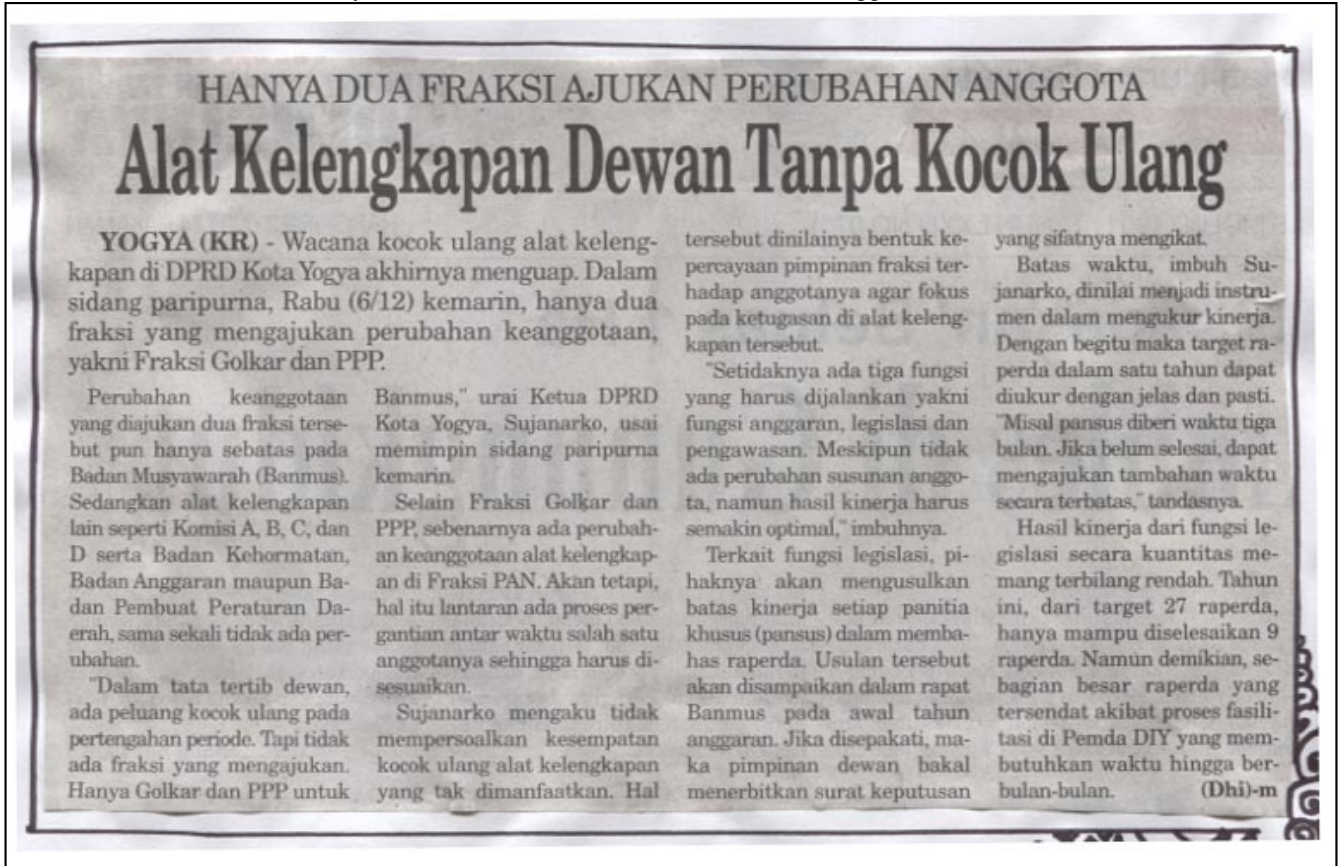 HANYA DUA FRAKSI AJUKAN PERUBAHAN ANGGOTA
Alat Kelengkapan Dewan Tanpa Kocok Ulang
YOGYA (KR) - Wacana kocok ulang alat keleng-
kapan di DPRD Kota Yogya akhirnya menguap. Dalam
sidang paripurna, Rabu (6/12) kemarin, hanya dua
fraksi yang mengajukan perubahan keanggotaan,
yakni Fraksi Golkar dan PPP.
Perubahan keanggotaan
yang diajukan dua fraksi terse-
but pun hanya sebatas pada
Badan Musyawarah (Banmus).
Sedangkan alat kelengkapan
lain seperti Komisi A, B, C, dan
D serta Badan Kehormatan,
Badan Anggaran maupun Ba-
dan Pembuat Peraturan Da-
erah, sama sekali tidak ada per-
ubahan.
"Dalam tata tertib dewan,
ada peluang kocok ulang pada
pertengahan periode. Tapi tidak
ada fraksi yang mengajukan.
Hanya Golkar dan PPP untuk
Banmus," urai Ketua DPRD
Kota Yogya, Sujanarko, usai
memimpin sidang paripurna
kemarin.
Selain Fraksi Golkar dan
PPP, sebenarnya ada perubah-
an keanggotaan alat kelengkap-
an di Fraksi PAN. Akan tetapi,
hal itu lantaran ada proses per-
gantian antar waktu salah satu
anggotanya sehingga harus di-
sesuaikan.
Sujanarko mengaku tidak
mempersoalkan kesempatan
kocok ulang alat kelengkapan
yang tak dimanfaatkan. Hal
tersebut dinilainya bentuk ke-
percayaan pimpinan fraksi ter-
hadap anggotanya agar fokus
pada ketugasan di alat keleng-
kapan tersebut.
"Setidaknya ada tiga fungsi
yang harus dijalankan yakni
fungsi anggaran, legislasi dan
pengawasan. Meskipun tidak
ada perubahan susunan anggo-
ta, namun hasil kinerja harus
semakin optimal," imbuhnya.
Terkait fungsi legislasi, pi-
haknya akan mengusulkan
batas kinerja setiap panitia
khusus (pansus) dalam memba-
has raperda. Usulan tersebut
akan disampaikan dalam rapat
Banmus pada awal tahun
anggaran. Jika disepakati, ma-
ka pimpinan dewan bakal
menerbitkan surat keputusan
yang sifatnya mengikat.
Batas waktu, imbuh Su-
janarko, dinilai menjadi instru-
men dalam mengukur kinerja.
Dengan begitu maka target ra-
perda dalam satu tahun dapat
diukur dengan jelas dan pasti.
"Misal pansus diberi waktu tiga
bulan. Jika belum selesai, dapat
mengajukan tambahan waktu
secara terbatas," tandasnya.
Hasil kinerja dari fungsi le-
gislasi secara kuantitas me-
mang terbilang rendah. Tahun
ini, dari target 27 raperda,
hanya mampu diselesaikan 9
raperda. Namun demikian, se-
bagian besar raperda yang
tersendat akibat proses fasili-
tasi di Pemda DIY yang mem-
butuhkan waktu hingga ber-
bulan-bulan. (Dhi)-m